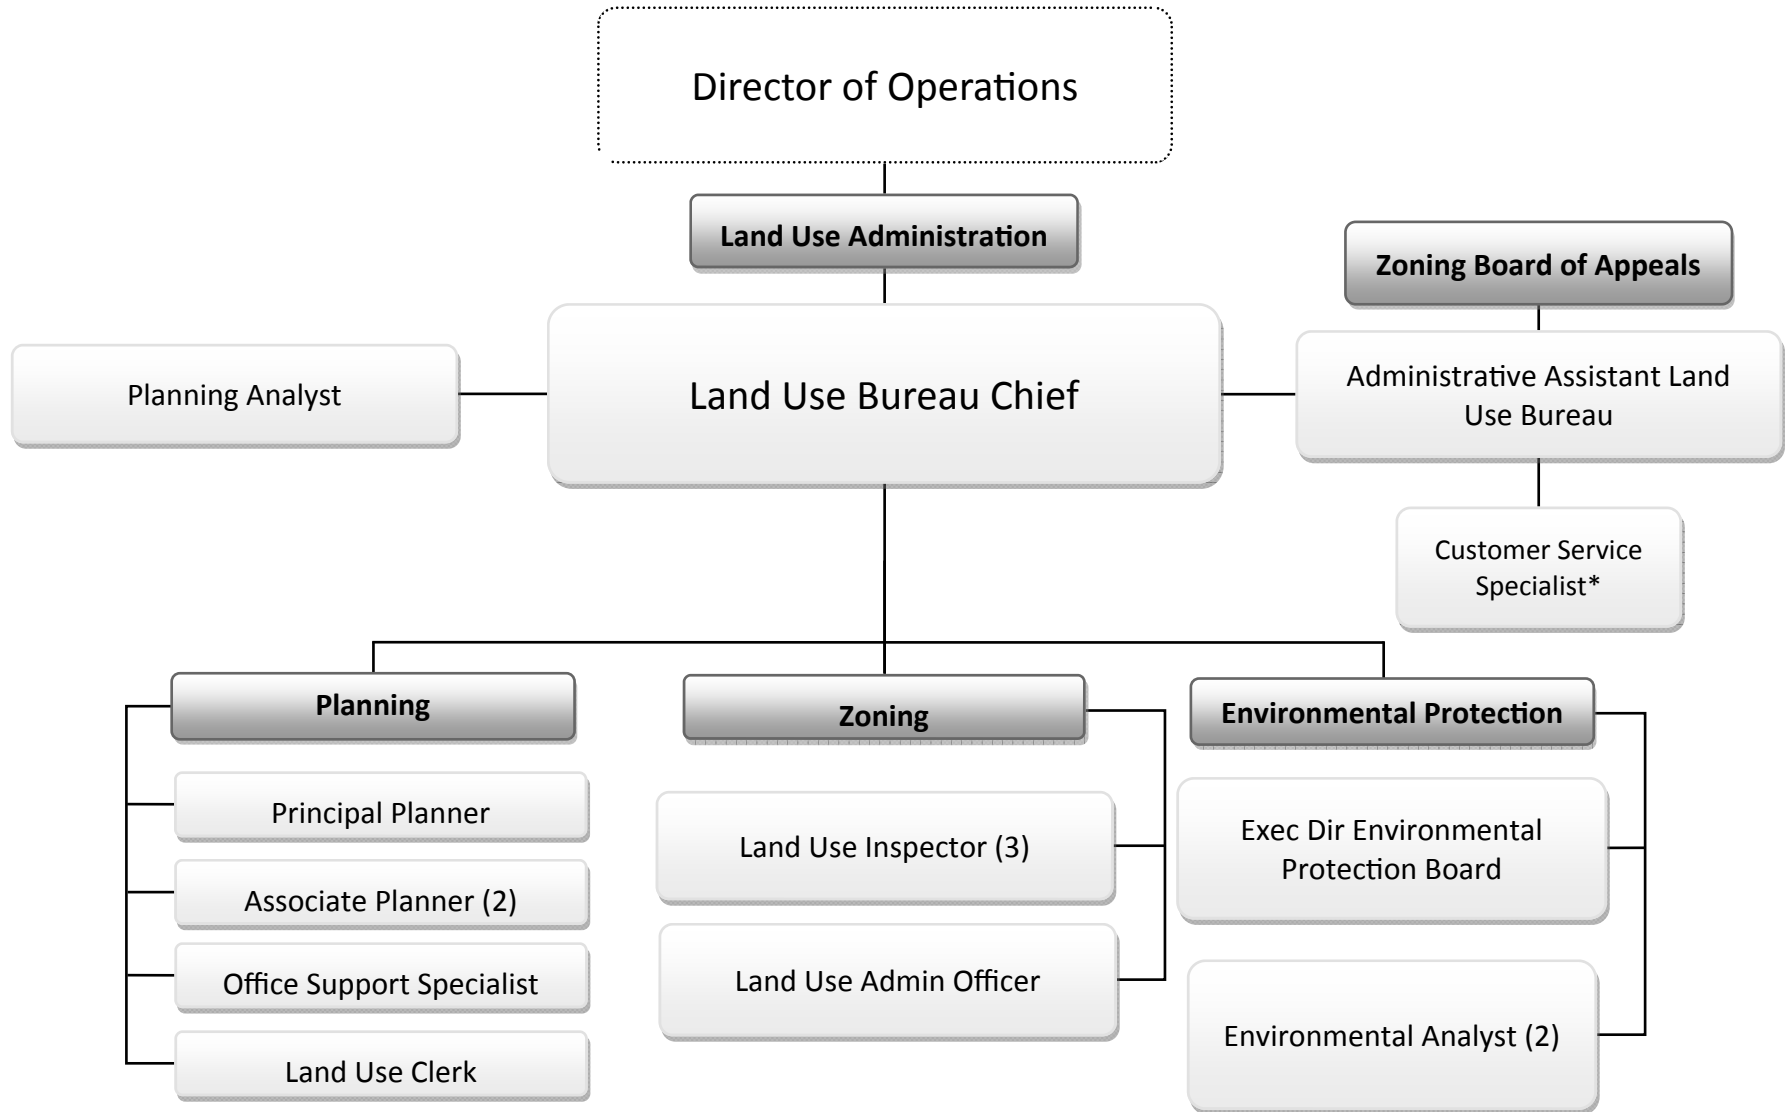 Director of Operations
Land Use Administration
Zoning Board of Appeals
Planning Analyst
Land Use Bureau Chief
Administrative Assistant Land
Use Bureau
Customer Service
Specialist*
Planning
Principal Planner
Associate Planner (2)
Office Support Specialist
Land Use Clerk
Zoning
Land Use Inspector (3)
Land Use Admin Officer
Environmental Protection
Exec Dir Environmental
Protection Board
Environmental Analyst (2)